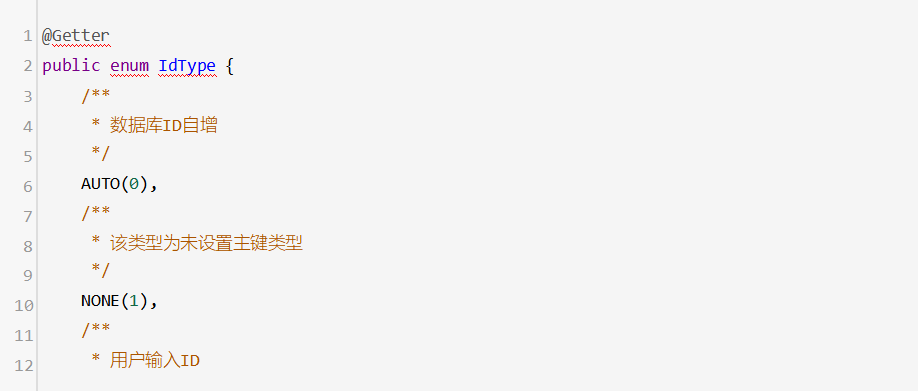 1 @Getter
2 public enum IdType {
3     /**
4      * 数据库ID自增
5      */
6     AUTO(0),
7     /**
8      * 该类型为未设置主键类型
9      */
10     NONE(1),
11     /**
12      * 用户输入ID